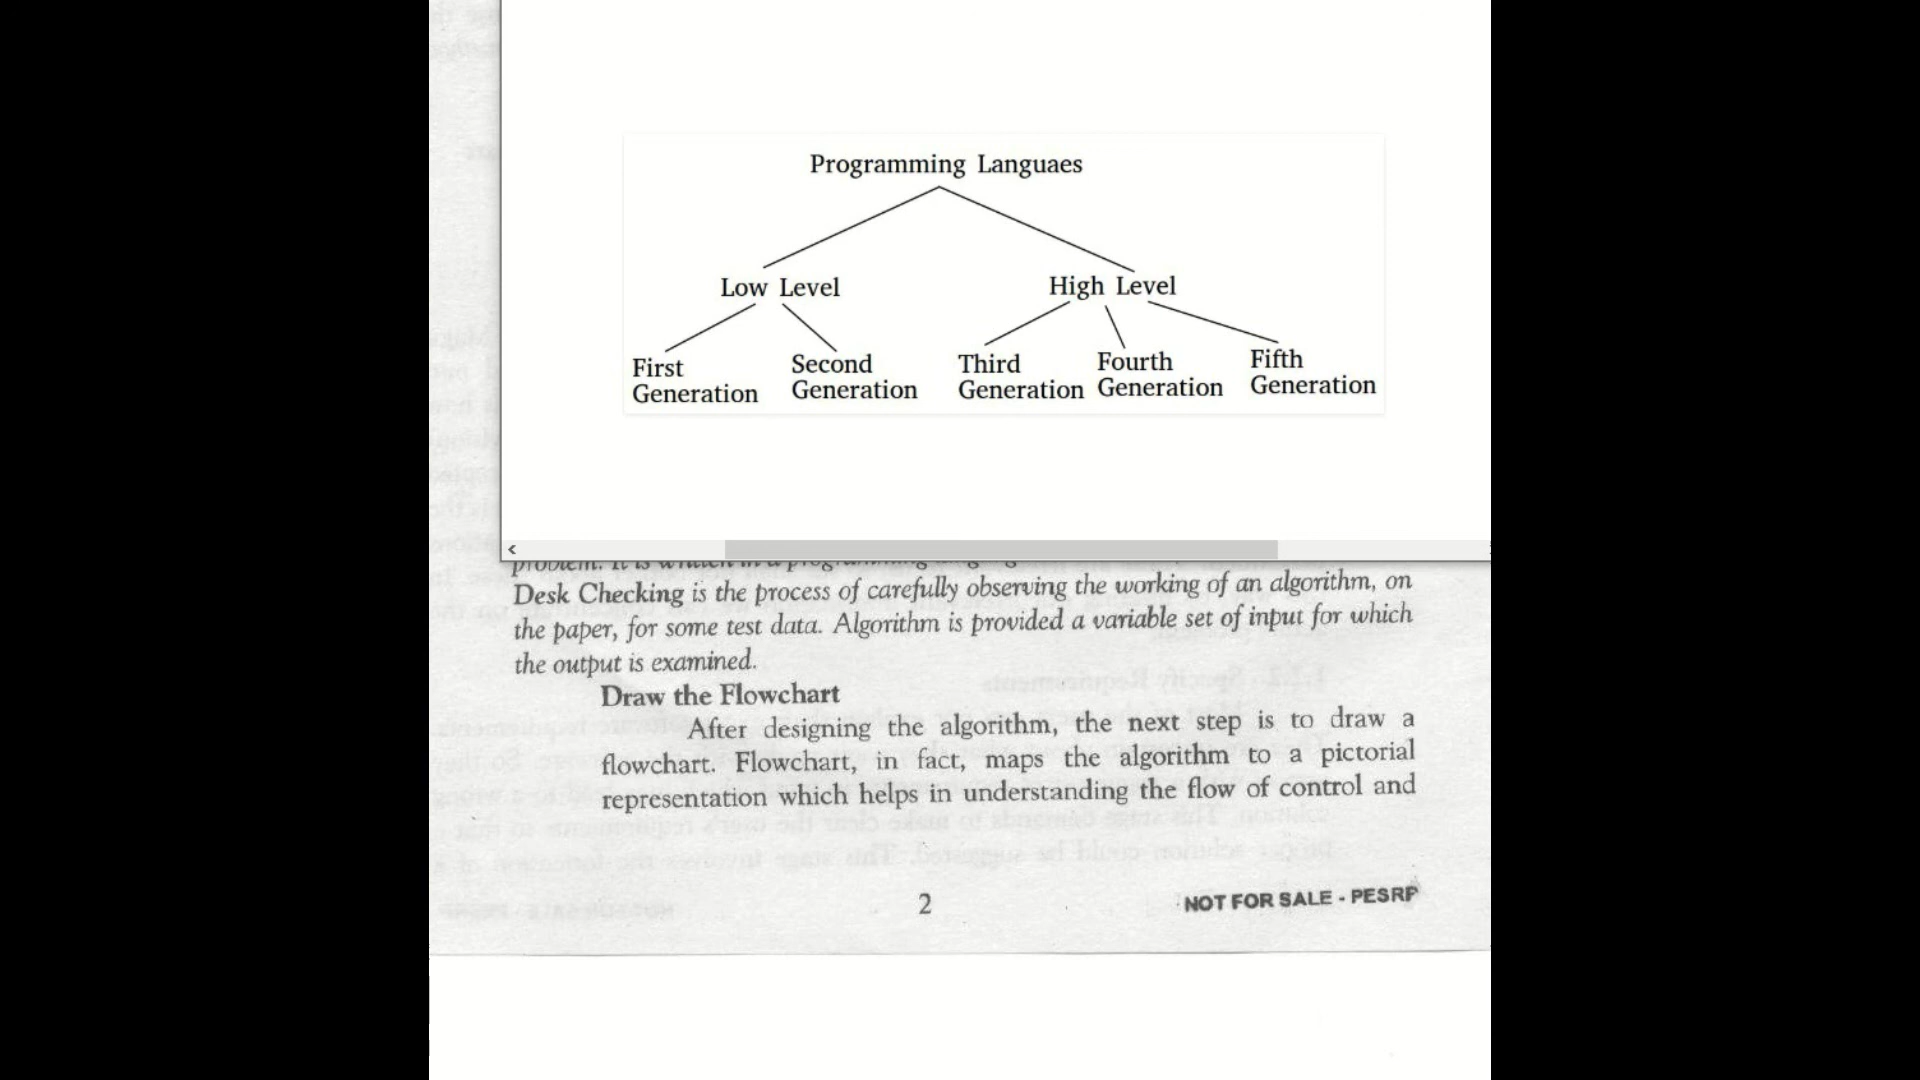 Programming Languaes
Low Level High Level
First Generation
Second Generation
Third Generation
Fourth Generation
Fifth Generation
Desk Checking is the process of carefully observing the working of an algorithm, on
the paper, for some test data. Algorithm is provided a variable set of input for which
the output is examined.
Draw the Flowchart
After designing the algorithm, the next step is to draw a
flowchart. Flowchart, in fact, maps the algorithm to a pictorial
representation which helps in understanding the flow of control and
2
NOT FOR SALE - PESRP